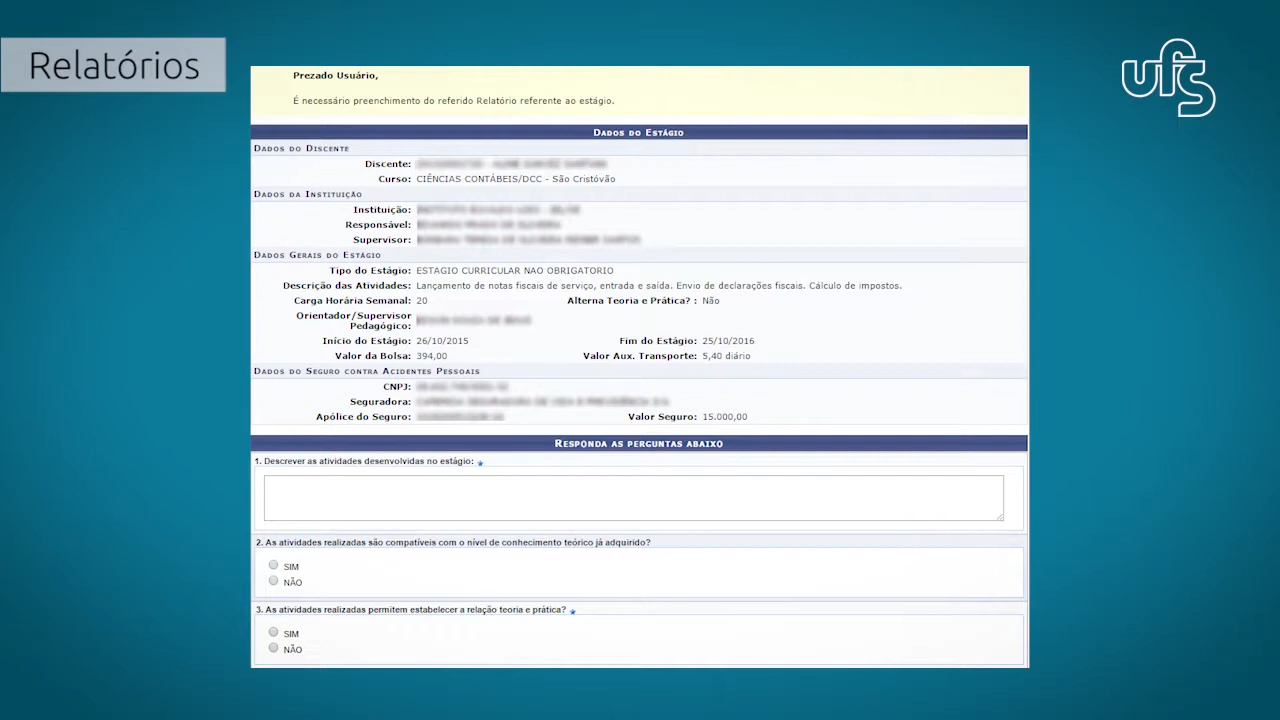 Relatórios
ufs
Prezado Usuário,
É necessário preenchimento do referido Relatório referente ao estágio.
Dados do Estágio
Dados do Discente
Discente:
Curso: CIÊNCIAS CONTÁBEIS/DCC - São Cristóvão
Dados da Instituição
Instituição:
Responsável:
Supervisor:
Dados Gerais do Estágio
Tipo do Estágio: ESTAGIO CURRICULAR NAO OBRIGATORIO
Descrição das Atividades: Lançamento de notas fiscais de serviço, entrada e saída. Envio de declarações fiscais. Cálculo de impostos.
Carga Horária Semanal: 20 Alterna Teoria e Prática? : Não
Orientador/Supervisor
Pedagógico:
Início do Estágio: 26/10/2015 Fim do Estágio: 25/10/2016
Valor da Bolsa: 394,00 Valor Aux. Transporte: 5,40 diário
Dados do Seguro contra Acidentes Pessoais
CNPJ:
Seguradora:
Apólice do Seguro: Valor Seguro: 15.000,00
Responda as perguntas abaixo
1. Descrever as atividades desenvolvidas no estágio:
2. As atividades realizadas são compatíveis com o nível de conhecimento teórico já adquirido?
SIM
NÃO
3. As atividades realizadas permitem estabelecer a relação teoria e prática?
SIM
NÃO